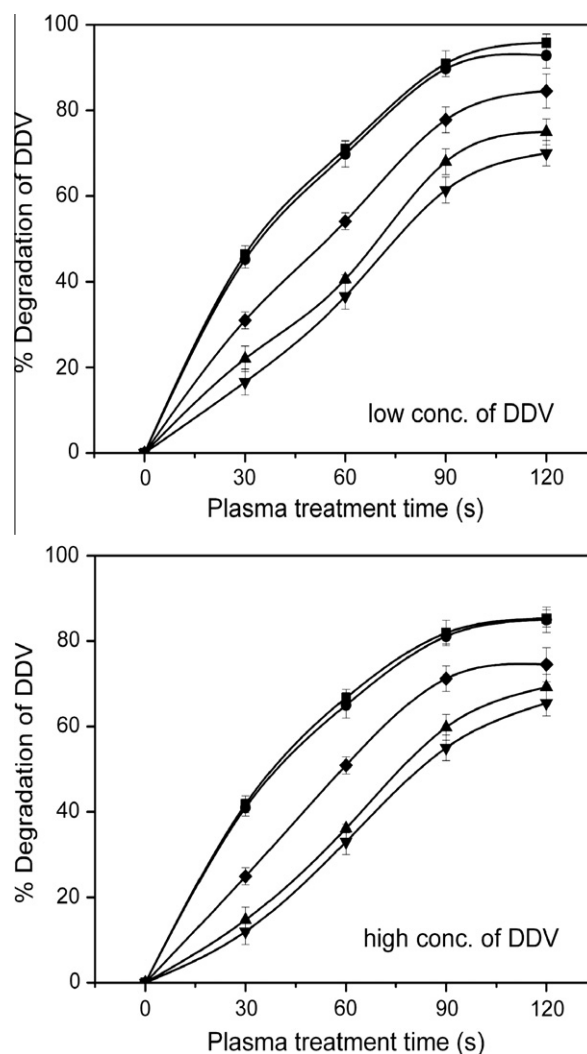 100
80
60
40
20
0
% Degradation of DDV
low conc. of DDV
0 30 60 90 120
Plasma treatment time (s)
100
80
60
40
20
0
% Degradation of DDV
high conc. of DDV
0 30 60 90 120
Plasma treatment time (s)